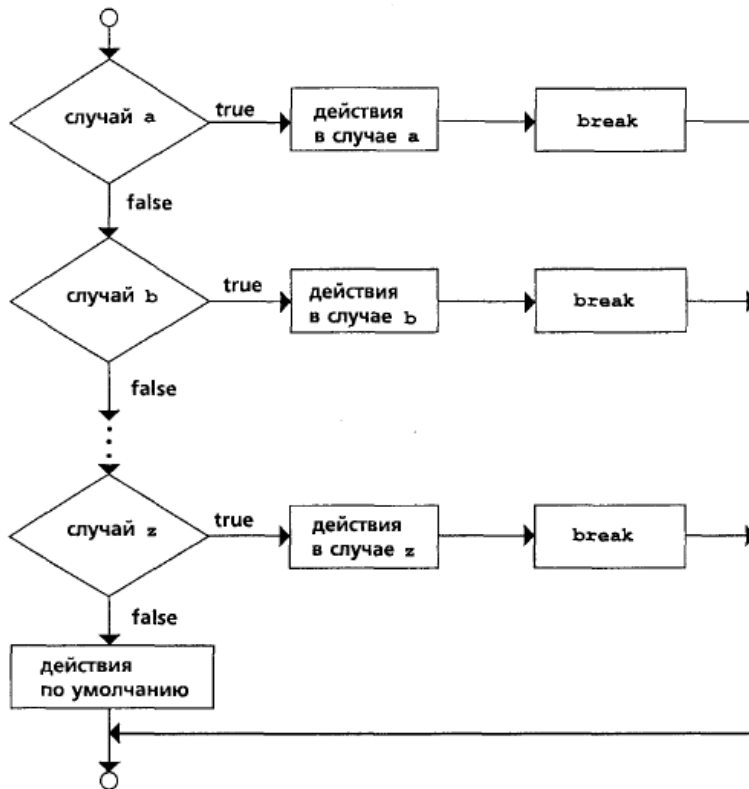 случай a
true
действия
в случае a
break
false
случай b
true
действия
в случае b
break
false
случай z
true
действия
в случае z
break
false
действия
по умолчанию